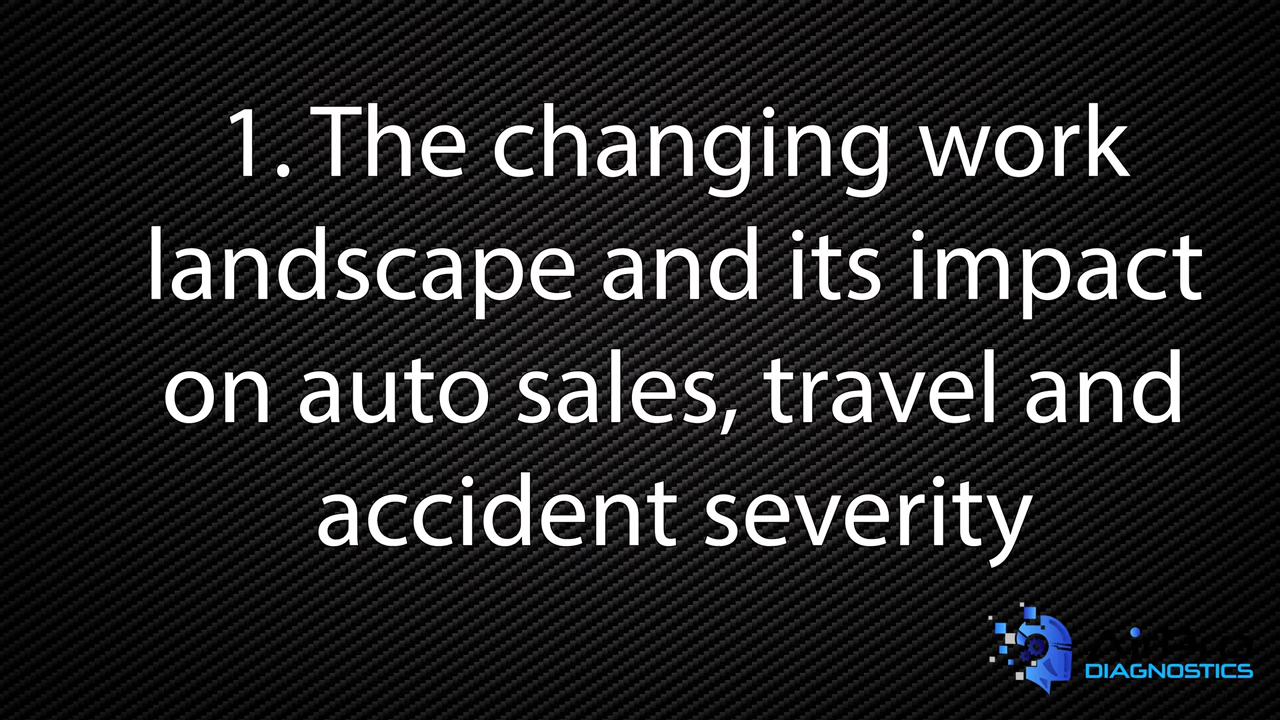 1. The changing work
landscape and its impact
on auto sales, travel and
accident severity
DIAGNOSTICS